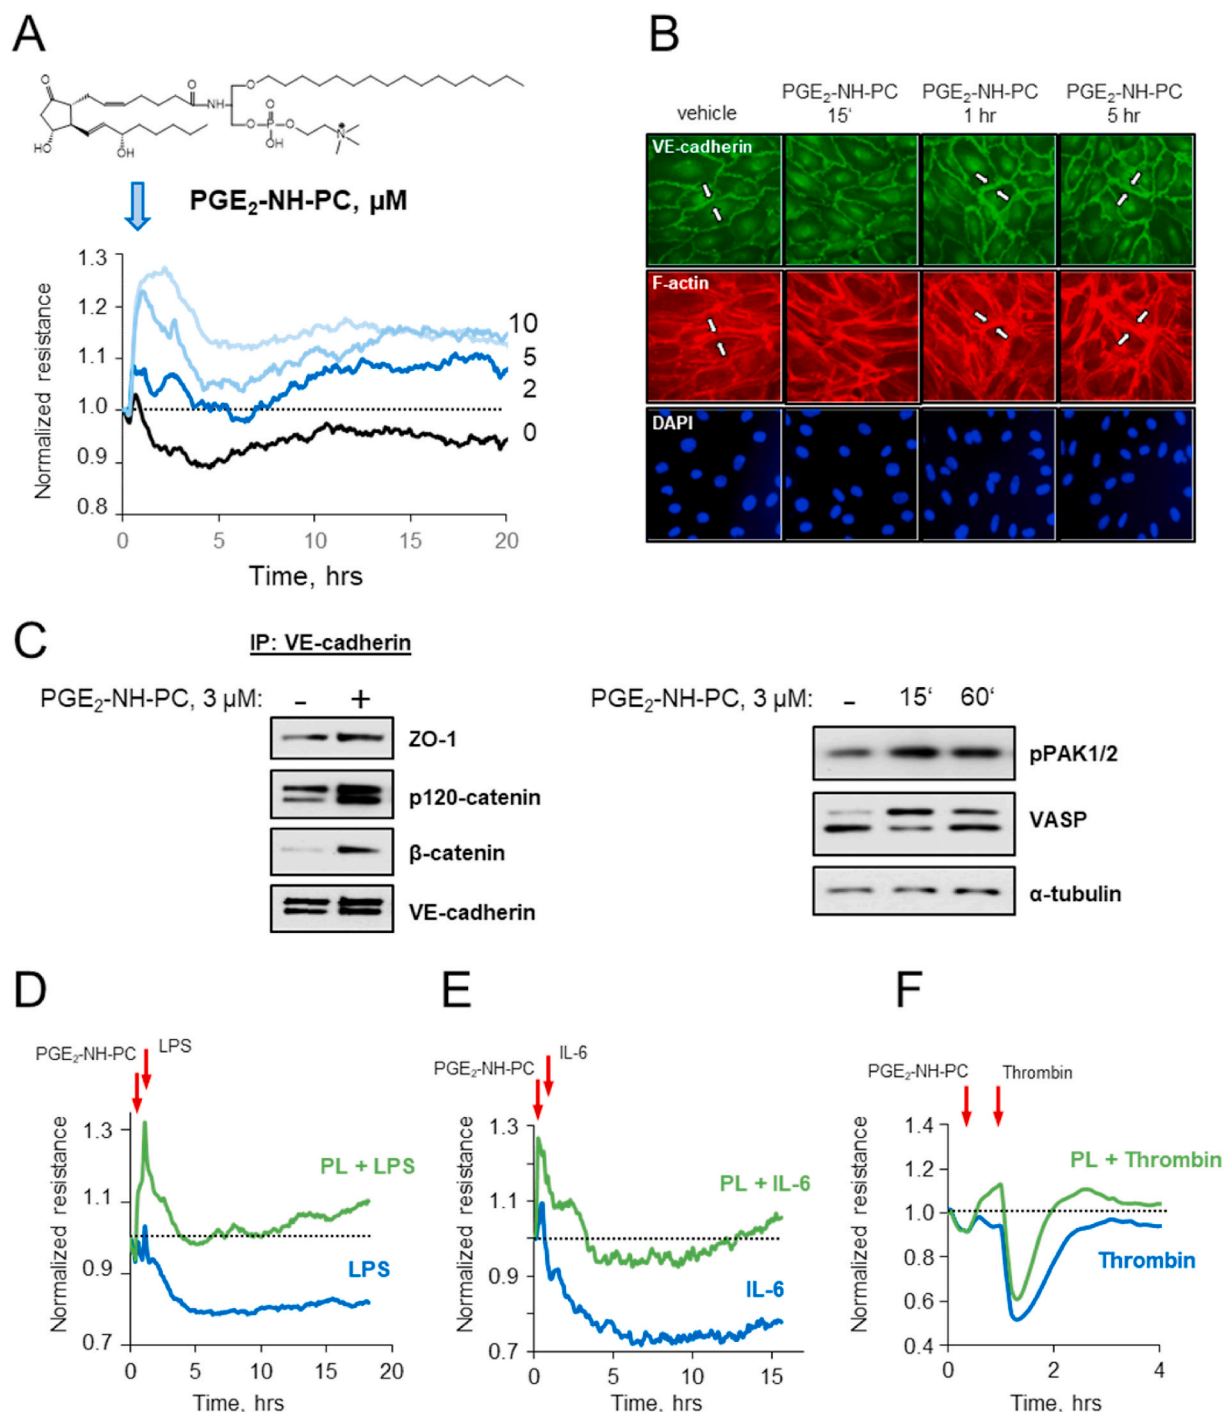 A
O
O
NH
O
O
P
O
OH
N
HO
OH
PGE₂-NH-PC, µM
Normalized resistance
1.3
1.2
1.1
1.0
0.9
0.8
10
5
2
0
0 5 10 15 20
Time, hrs
B
vehicle
PGE₂-NH-PC 15‘
PGE₂-NH-PC 1 hr
PGE₂-NH-PC 5 hr
VE-cadherin
F-actin
DAPI
C
IP: VE-cadherin
PGE₂-NH-PC, 3 µM: - +
ZO-1
p120-catenin
β-catenin
VE-cadherin
PGE₂-NH-PC, 3 µM: - 15‘ 60‘
pPAK1/2
VASP
α-tubulin
D
PGE₂-NH-PC
LPS
Normalized resistance
1.3
1.1
0.9
0.7
PL + LPS
LPS
0 5 10 15 20
Time, hrs
E
PGE₂-NH-PC
IL-6
Normalized resistance
1.3
1.1
0.9
0.7
PL + IL-6
IL-6
0 5 10 15
Time, hrs
F
PGE₂-NH-PC
Thrombin
Normalized resistance
1.4
1.2
1.0
0.8
0.6
0.4
PL + Thrombin
Thrombin
0 2 4
Time, hrs